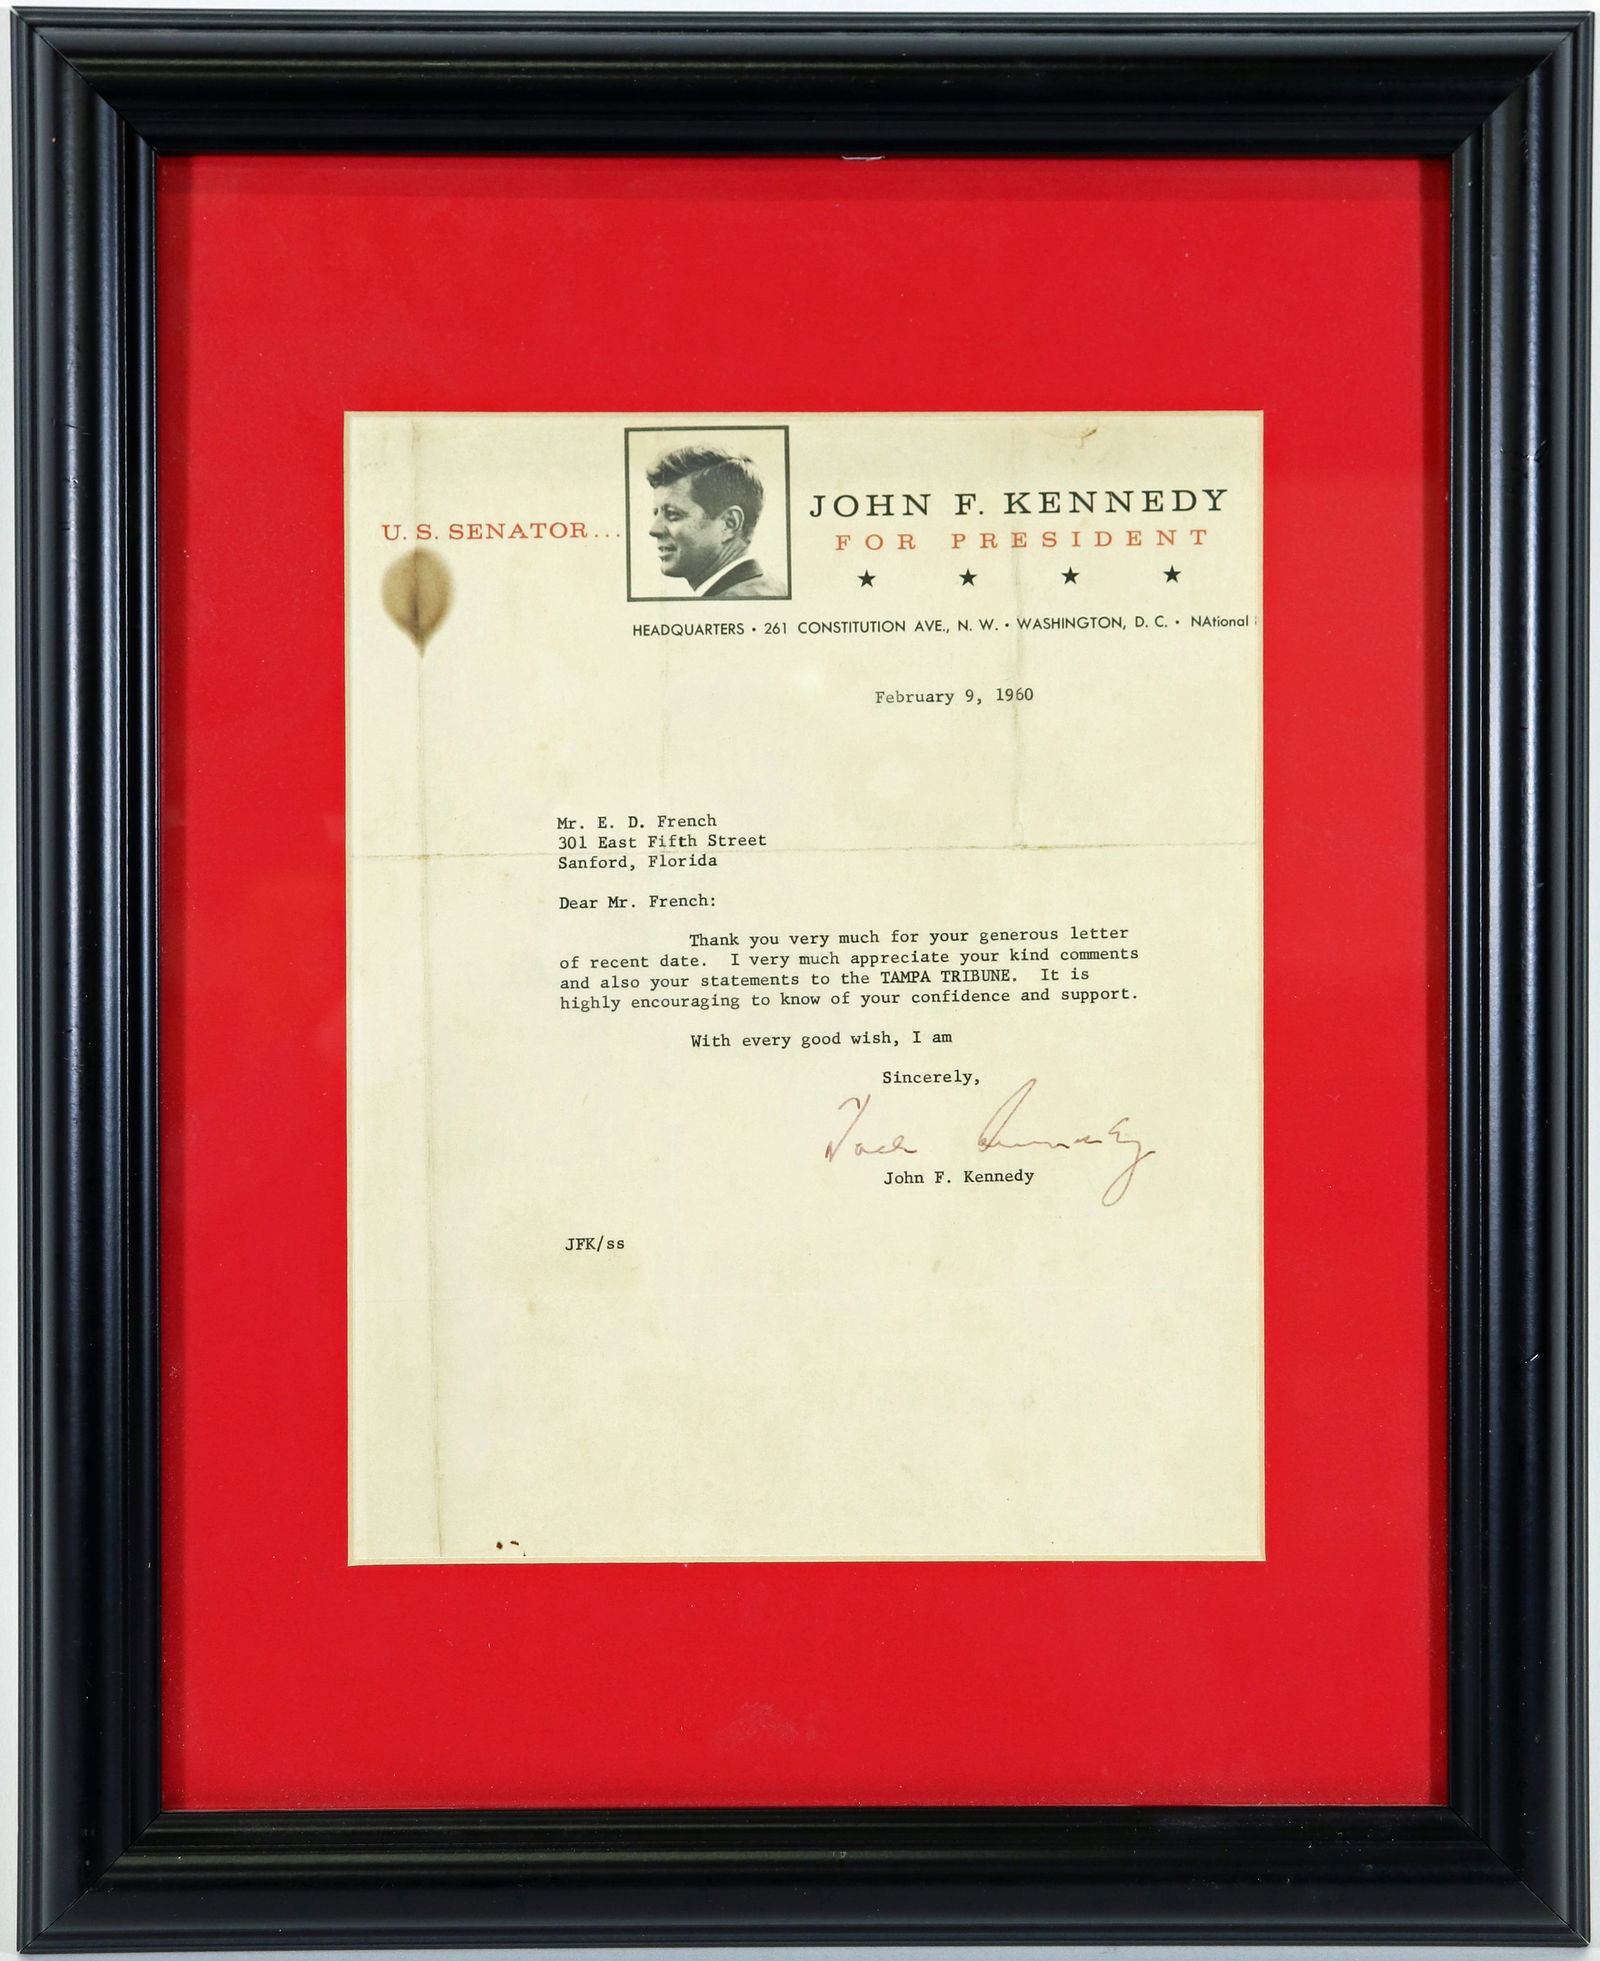 U. S. SENATOR...
JOHN F. KENNEDY
FOR PRESIDENT
HEADQUARTERS • 261 CONSTITUTION AVE., N. W. • WASHINGTON, D. C. • NAtional
February 9, 1960
Mr. E. D. French
301 East Fifth Street
Sanford, Florida
Dear Mr. French:
Thank you very much for your generous letter
of recent date. I very much appreciate your kind comments
and also your statements to the TAMPA TRIBUNE. It is
highly encouraging to know of your confidence and support.
With every good wish, I am
Sincerely,
Jack Kennedy
John F. Kennedy
JFK/ss